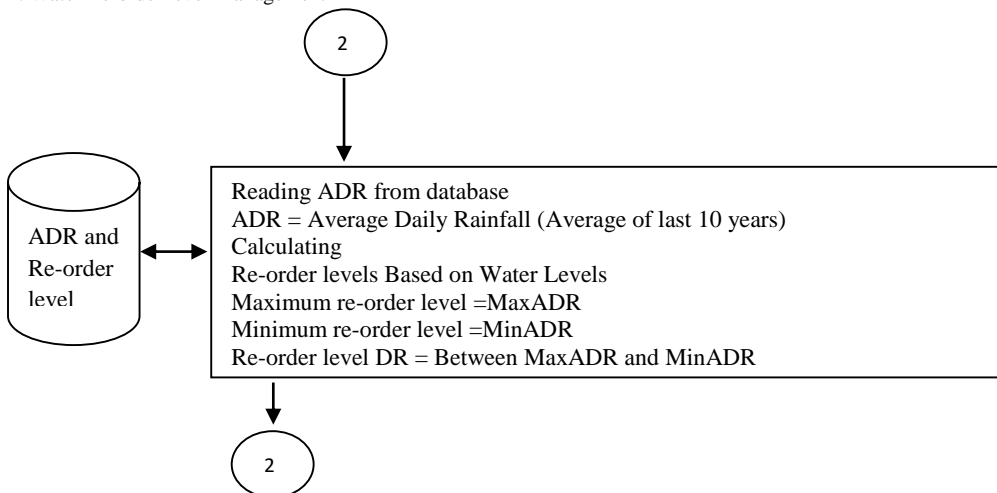 2
ADR and
Re-order
level
Reading ADR from database
ADR = Average Daily Rainfall (Average of last 10 years)
Calculating
Re-order levels Based on Water Levels
Maximum re-order level =MaxADR
Minimum re-order level =MinADR
Re-order level DR = Between MaxADR and MinADR
2